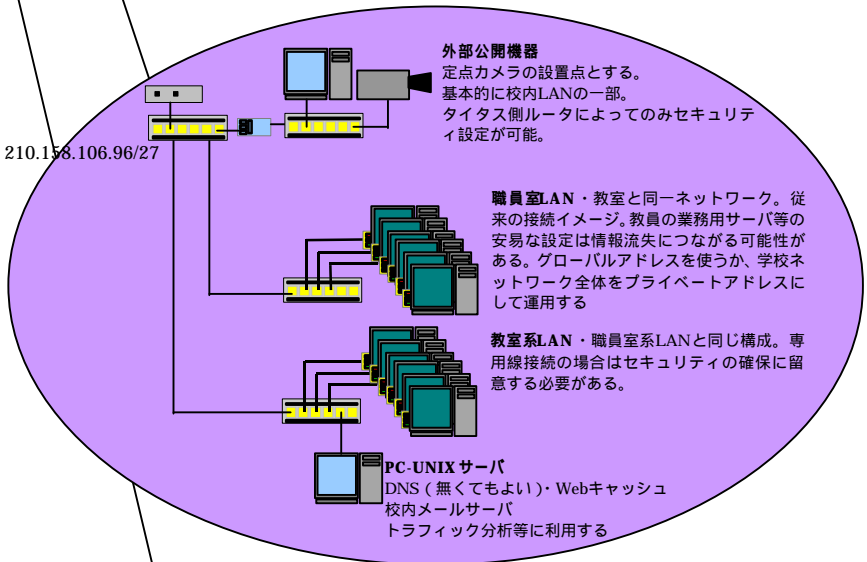 外部公開機器
定点カメラの設置点とする。
基本的に校内LANの一部。
タイタス側ルータによってのみセキュリテ
ィ設定が可能。
210.158.106.96/27
職員室LAN・教室と同一ネットワーク。従
来の接続イメージ。教員の業務用サーバ等の
安易な設定は情報流失につながる可能性が
ある。グローバルアドレスを使うか、学校ネ
ットワーク全体をプライベートアドレスに
して運用する
教室系LAN・職員室系LANと同じ構成。専
用線接続の場合はセキュリティの確保に留
意する必要がある。
PC-UNIXサーバ
DNS(無くてもよい)・Webキャッシュ
校内メールサーバ
トラフィック分析等に利用する